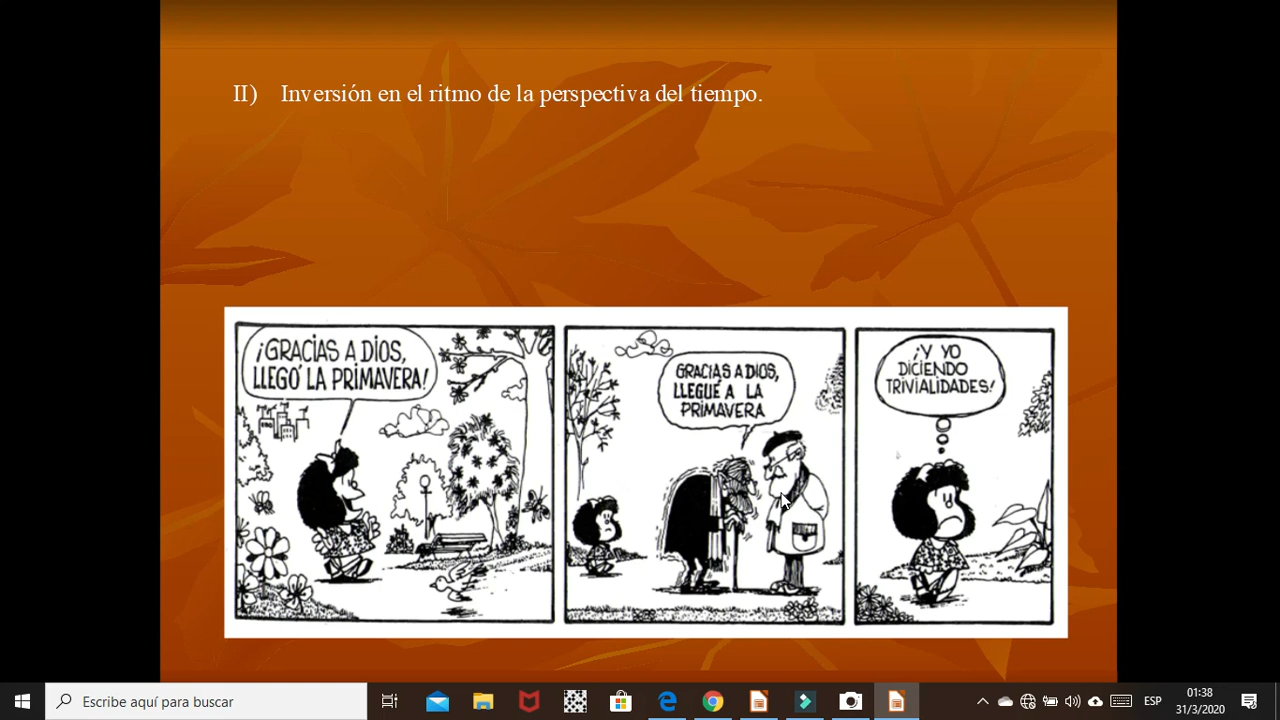 II) Inversión en el ritmo de la perspectiva del tiempo.
¡GRACIAS A DIOS,
LLEGÓ LA PRIMAVERA!
GRACIAS A DIOS,
LLEGUÉ A LA
PRIMAVERA
¡Y YO
DICIENDO
TRIVIALIDADES!
Escribe aquí para buscar
ESP
01:38
31/3/2020